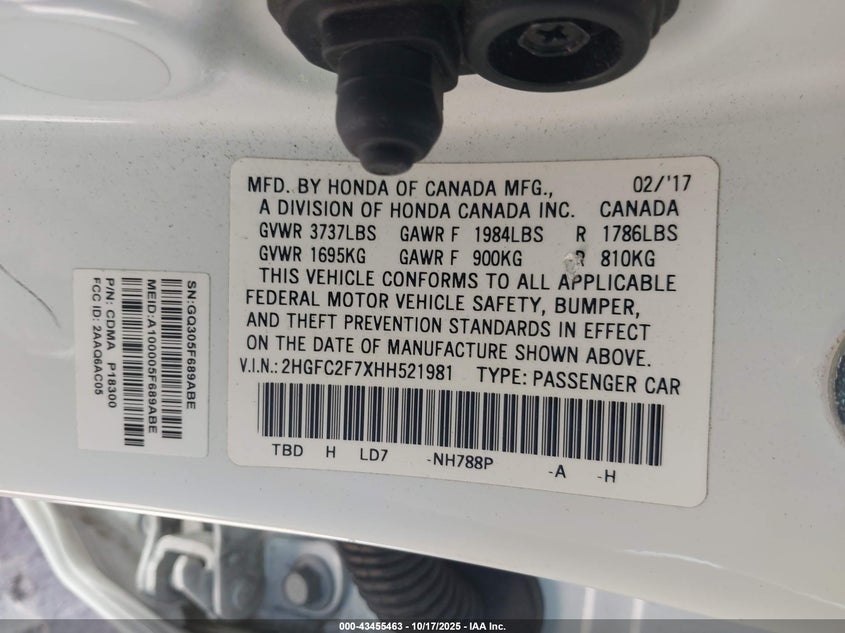 MFD. BY HONDA OF CANADA MFG., 02/'17
A DIVISION OF HONDA CANADA INC. CANADA
GVWR 3737LBS GAWR F 1984LBS R 1786LBS
GVWR 1695KG GAWR F 900KG R 810KG
THIS VEHICLE CONFORMS TO ALL APPLICABLE
FEDERAL MOTOR VEHICLE SAFETY, BUMPER,
AND THEFT PREVENTION STANDARDS IN EFFECT
ON THE DATE OF MANUFACTURE SHOWN ABOVE.
V.I.N.: 2HGFC2F7XHH521981 TYPE: PASSENGER CAR
TBD H LD7 -NH788P -A -H
SN:GQ305F689ABE
MEID:A100005F689ABE
P/N: CDMA P18300
FCC ID: 2AAQ6AC05
000-43455463 - 10/17/2025 - IAA Inc.